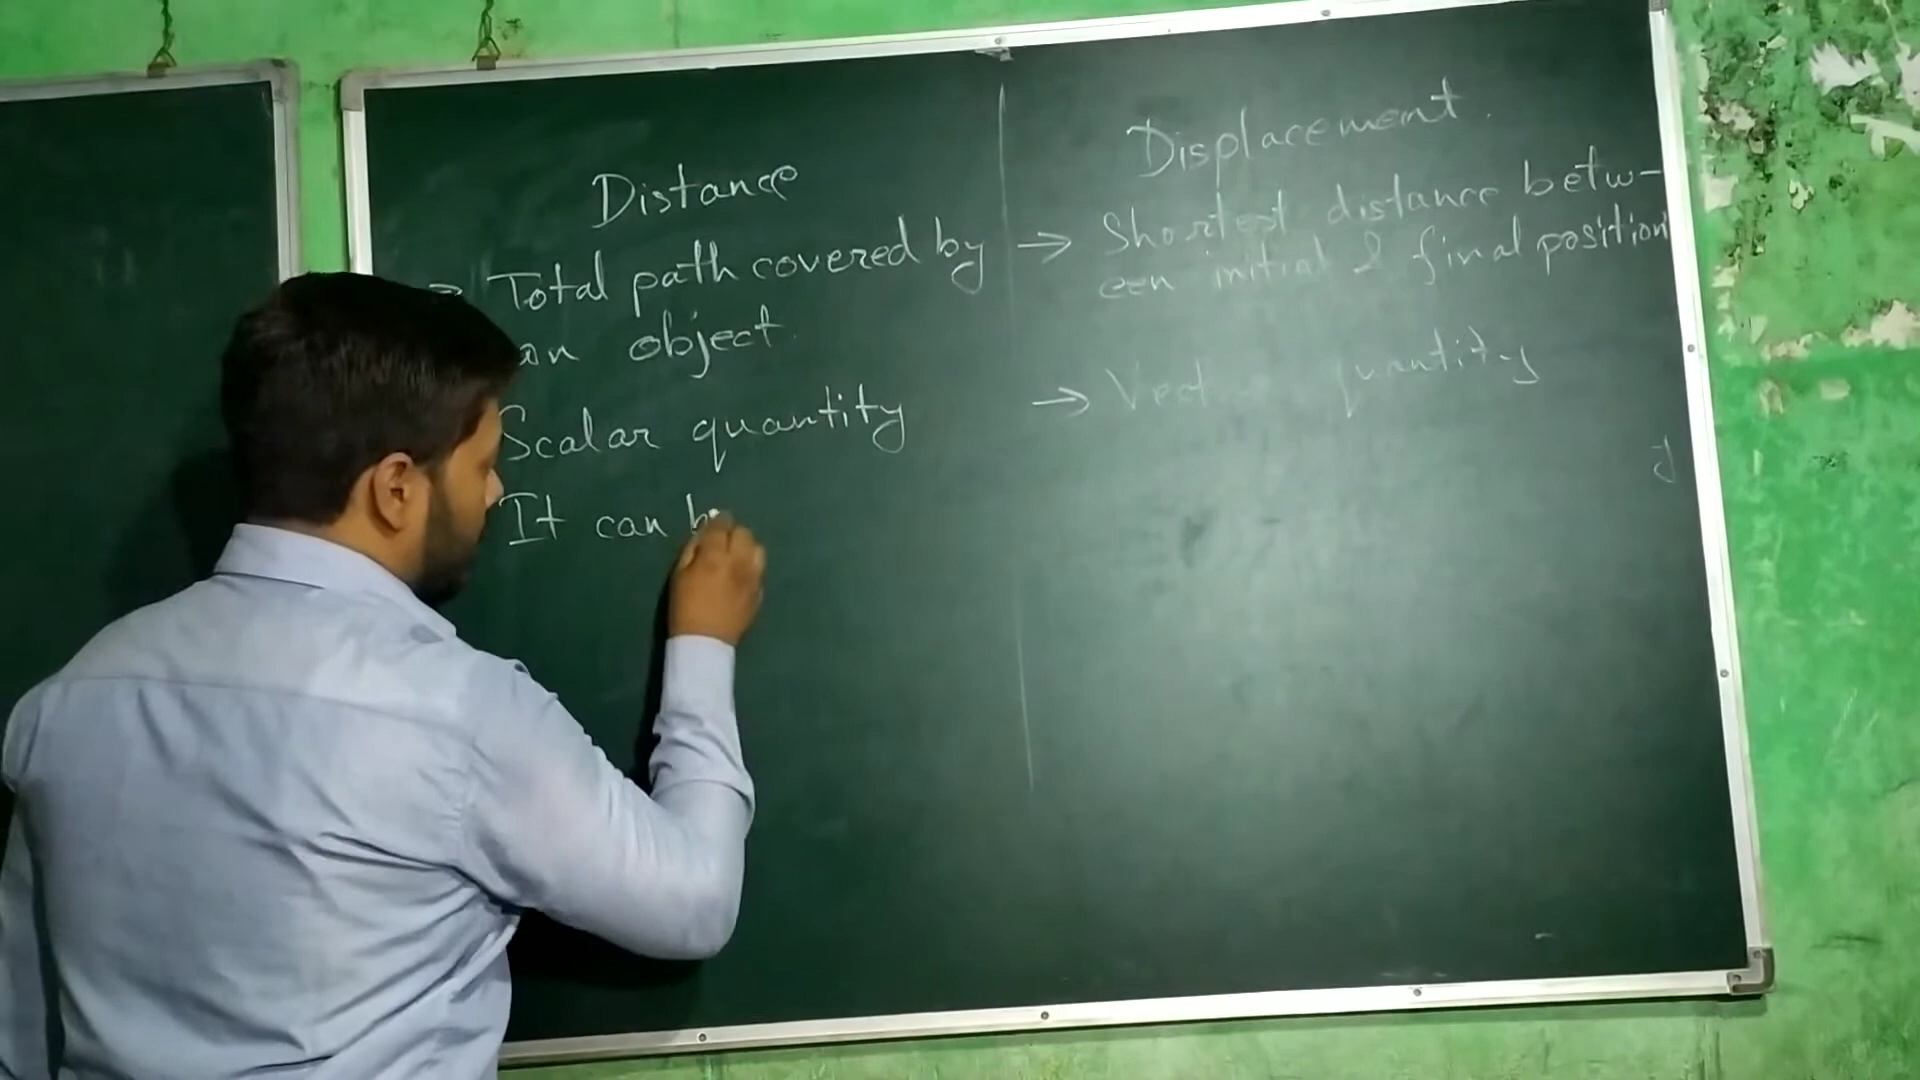 Distance
→ Total path covered by
an object.
Scalar quantity
It can b
Displacement.
→ Shortest distance betw-
een initial & final position
→ Vector quantity